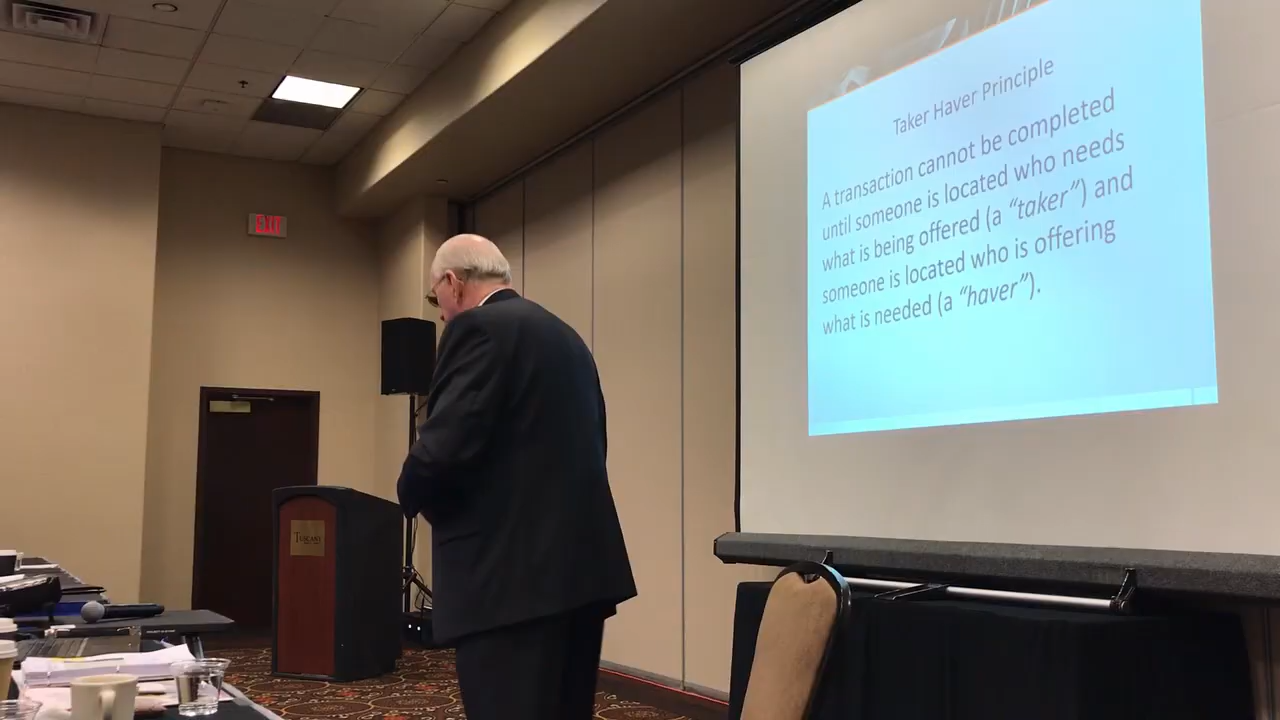 Taker Haver Principle
A transaction cannot be completed
until someone is located who needs
what is being offered (a “taker”) and
someone is located who is offering
what is needed (a “haver”).
EXIT
TUSCANY